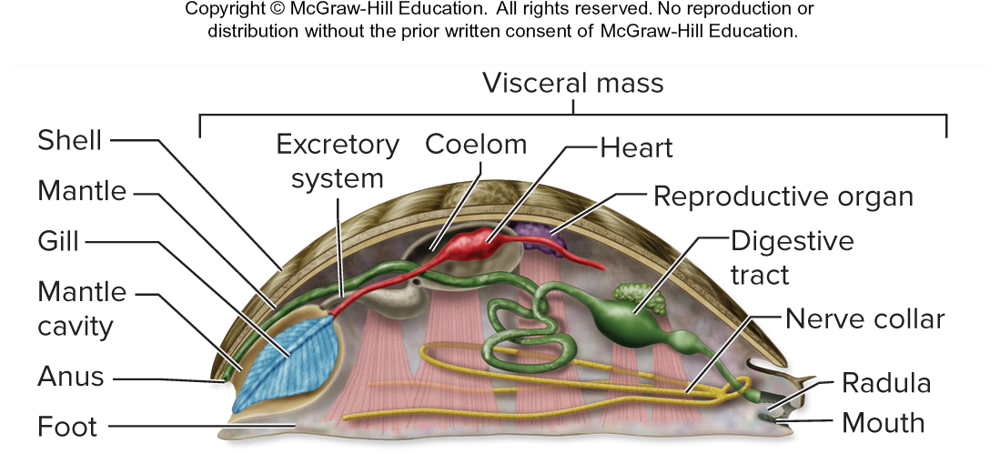 Copyright © McGraw-Hill Education. All rights reserved. No reproduction or
distribution without the prior written consent of McGraw-Hill Education.
Visceral mass
Shell
Mantle
Gill
Mantle
cavity
Anus
Foot
Excretory
system
Coelom
Heart
Reproductive organ
Digestive
tract
Nerve collar
Radula
Mouth